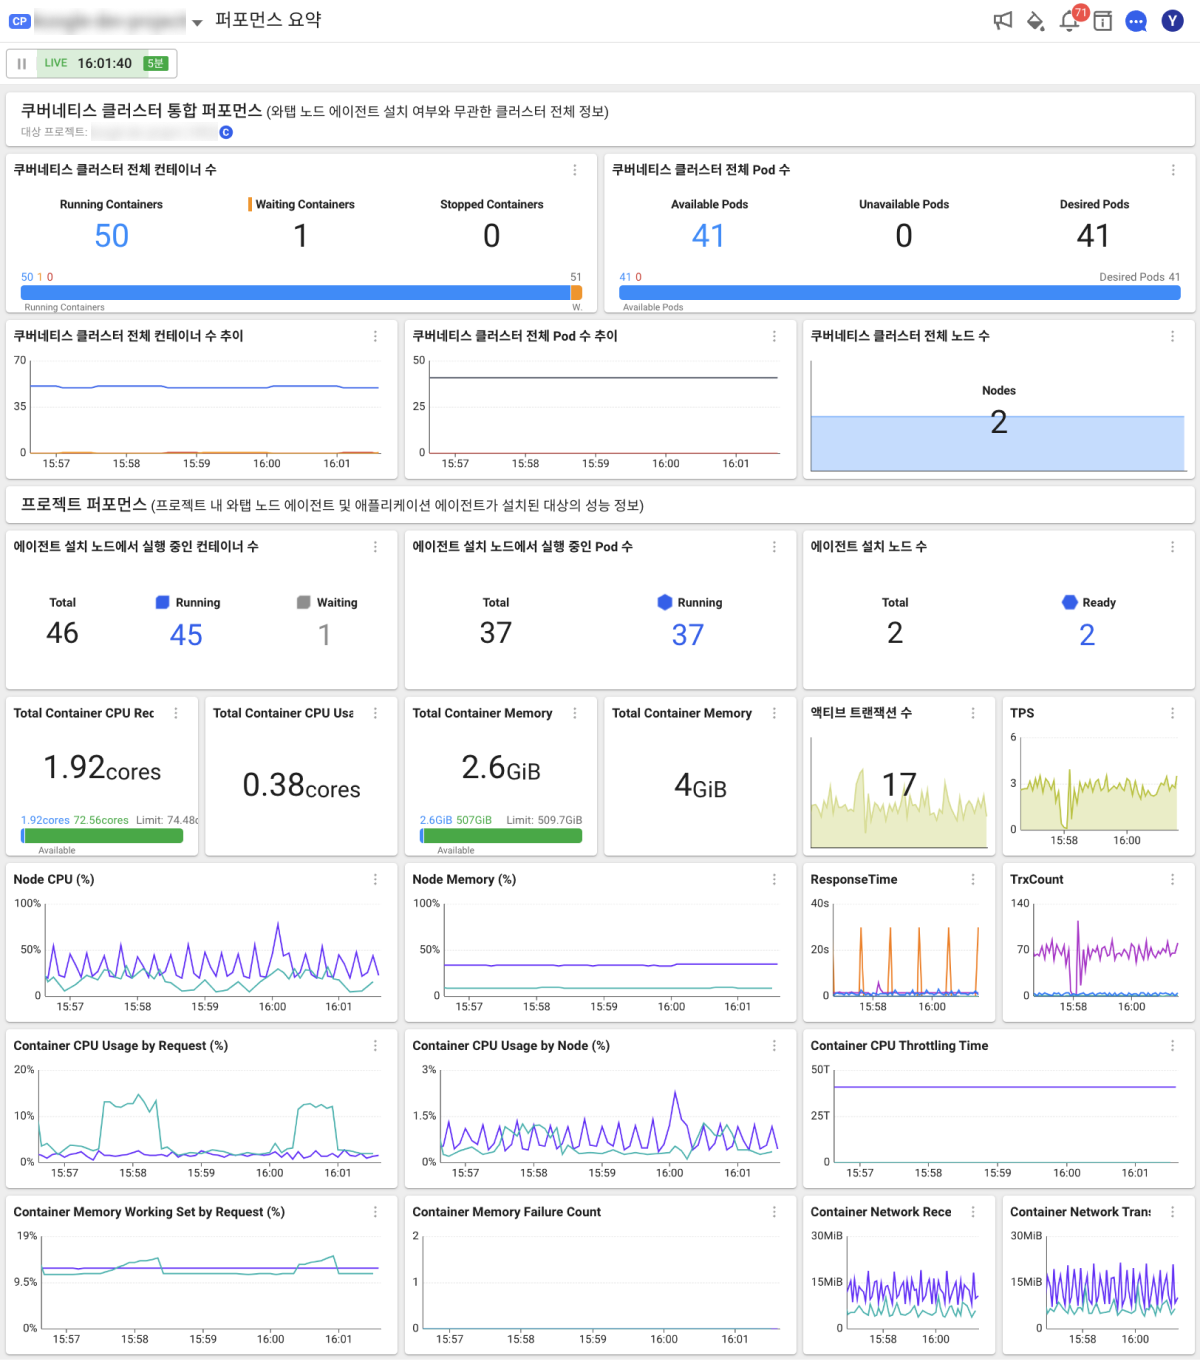 CP 퍼포먼스 요약 71 Y
LIVE 16:01:40 5분
쿠버네티스 클러스터 통합 퍼포먼스 (와탭 노드 에이전트 설치 여부와 무관한 클러스터 전체 정보)
대상 프로젝트: C
쿠버네티스 클러스터 전체 컨테이너 수
Running Containers Waiting Containers Stopped Containers
50 1 0
50 1 0 51
Running Containers W.
쿠버네티스 클러스터 전체 Pod 수
Available Pods Unavailable Pods Desired Pods
41 0 41
41 0 Desired Pods 41
Available Pods
쿠버네티스 클러스터 전체 컨테이너 수 추이
70
35
0
15:57 15:58 15:59 16:00 16:01
쿠버네티스 클러스터 전체 Pod 수 추이
50
25
0
15:57 15:58 15:59 16:00 16:01
쿠버네티스 클러스터 전체 노드 수
Nodes
2
프로젝트 퍼포먼스 (프로젝트 내 와탭 노드 에이전트 및 애플리케이션 에이전트가 설치된 대상의 성능 정보)
에이전트 설치 노드에서 실행 중인 컨테이너 수
Total Running Waiting
46 45 1
에이전트 설치 노드에서 실행 중인 Pod 수
Total Running
37 37
에이전트 설치 노드 수
Total Ready
2 2
Total Container CPU Rec
1.92cores
1.92cores 72.56cores Limit: 74.48c
Available
Total Container CPU Usa
0.38cores
Total Container Memory
2.6GiB
2.6GiB 507GiB Limit: 509.7GiB
Available
Total Container Memory
4GiB
액티브 트랜잭션 수
17
TPS
6
3
0
15:58 16:00
Node CPU (%)
100%
50%
0
15:57 15:58 15:59 16:00 16:01
Node Memory (%)
100%
50%
0
15:57 15:58 15:59 16:00 16:01
ResponseTime
40s
20s
0
15:58 16:00
TrxCount
140
70
0
15:58 16:00
Container CPU Usage by Request (%)
20%
10%
0%
15:57 15:58 15:59 16:00 16:01
Container CPU Usage by Node (%)
3%
1.5%
0%
15:57 15:58 15:59 16:00 16:01
Container CPU Throttling Time
50T
25T
0
15:57 15:58 15:59 16:00 16:01
Container Memory Working Set by Request (%)
19%
9.5%
0%
15:57 15:58 15:59 16:00 16:01
Container Memory Failure Count
2
1
0
15:57 15:58 15:59 16:00 16:01
Container Network Rece
30MiB
15MiB
0
15:58 16:00
Container Network Trans
30MiB
15MiB
0
15:58 16:00